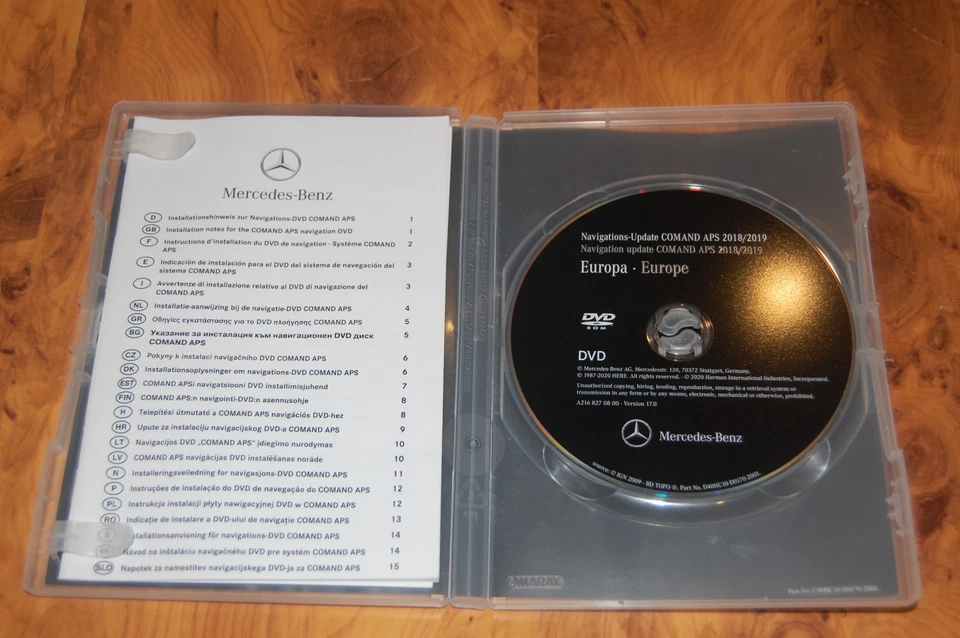 Mercedes-Benz
D Installationshinweis zur Navigations-DVD COMAND APS 1
GB Installation notes for the COMAND APS navigation DVD 1
F Instructions d'installation du DVD de navigation - Système COMAND
APS 2
E Indicación de instalación para el DVD del sistema de navegación del
sistema COMAND APS 3
I Avvertenze di installazione relative al DVD di navigazione del
COMAND APS 3
NL Installatie-aanwijzing bij de navigatie-DVD COMAND APS 4
GR Οδηγίες εγκατάστασης για το DVD πλοήγησης COMAND APS 5
BG Указание за инсталация към навигационен DVD диск
COMAND APS 5
CZ Pokyny k instalaci navigačního DVD COMAND APS 6
DK Installationsoplysninger om navigations-DVD COMAND APS 6
EST COMAND APSi navigatsiooni DVD installimisjuhend 7
FIN COMAND APS:n navigointi-DVD:n asennusohje 8
H Telepítési útmutató a COMAND APS navigációs DVD-hez 8
HR Upute za instalaciju navigacijskog DVD-a COMAND APS 9
LT Navigacijos DVD „COMAND APS“ įdiegimo nurodymas 10
LV COMAND APS navigācijas DVD instalēšanas norāde 10
N Installeringsveiledning for navigasjons-DVD COMAND APS 11
P Instruções de instalação do DVD de navegação do COMAND APS 12
PL Instrukcja instalacji płyty nawigacyjnej DVD w COMAND APS 12
RO Indicaţie de instalare a DVD-ului de navigaţie COMAND APS 13
Installationsanvisning för navigations-DVD COMAND APS 14
Návod na inštaláciu navigačného DVD pre systém COMAND APS 14
SLO Napotek za namestitev navigacijskega DVD-ja za COMAND APS 15
Navigations-Update COMAND APS 2018/2019
Navigation update COMAND APS 2018/2019
Europa · Europe
DVD
ROM
DVD
© Mercedes-Benz AG, Mercedesstr. 120, 70372 Stuttgart, Germany.
© 1987-2020 HERE. All rights reserved. - © 2020 Harman International Industries, Incorporated.
Unauthorized copying, hiring, lending, reproduction, storage in a retrieval system or
transmission in any form or by any means, electronic, mechanical or otherwise, prohibited.
A216 827 08 00 · Version 17.0
Mercedes-Benz
source: © IGN 2009 - BD TOPO ®. Part No. D40HC10-D0170-2001.
AMARAY